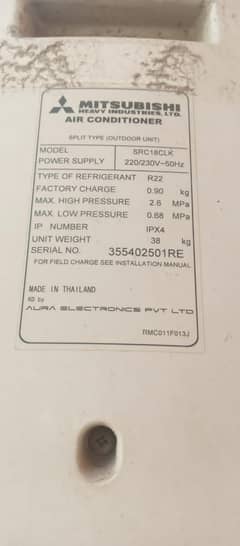 MITSUBISHI
HEAVY INDUSTRIES, LTD.
AIR CONDITIONER
SPLIT TYPE (OUTDOOR UNIT)
MODEL SRC18CLK
POWER SUPPLY 220/230V~50Hz
TYPE OF REFRIGERANT R22
FACTORY CHARGE 0.90 kg
MAX. HIGH PRESSURE 2.6 MPa
MAX. LOW PRESSURE 0.68 MPa
IP NUMBER IPX4
UNIT WEIGHT 38 kg
SERIAL NO. 355402501RE
FOR FIELD CHARGE SEE INSTALLATION MANUAL
MADE IN THAILAND
KD by
AURA ELECTRONICS PVT LTD
RMC011F013J